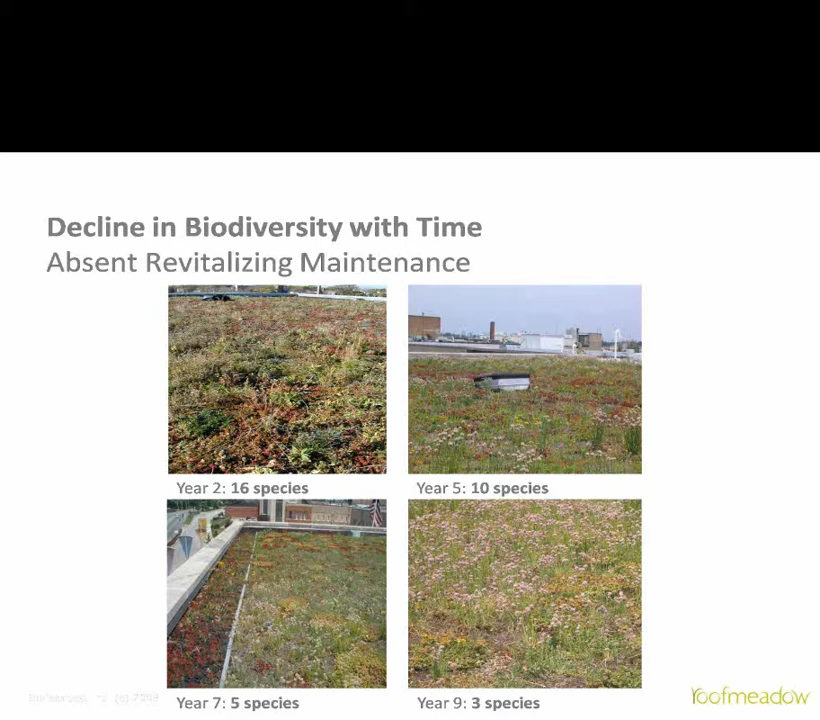 Decline in Biodiversity with Time
Absent Revitalizing Maintenance
Year 2: 16 species
Year 5: 10 species
Year 7: 5 species
Year 9: 3 species
Roofmeadow